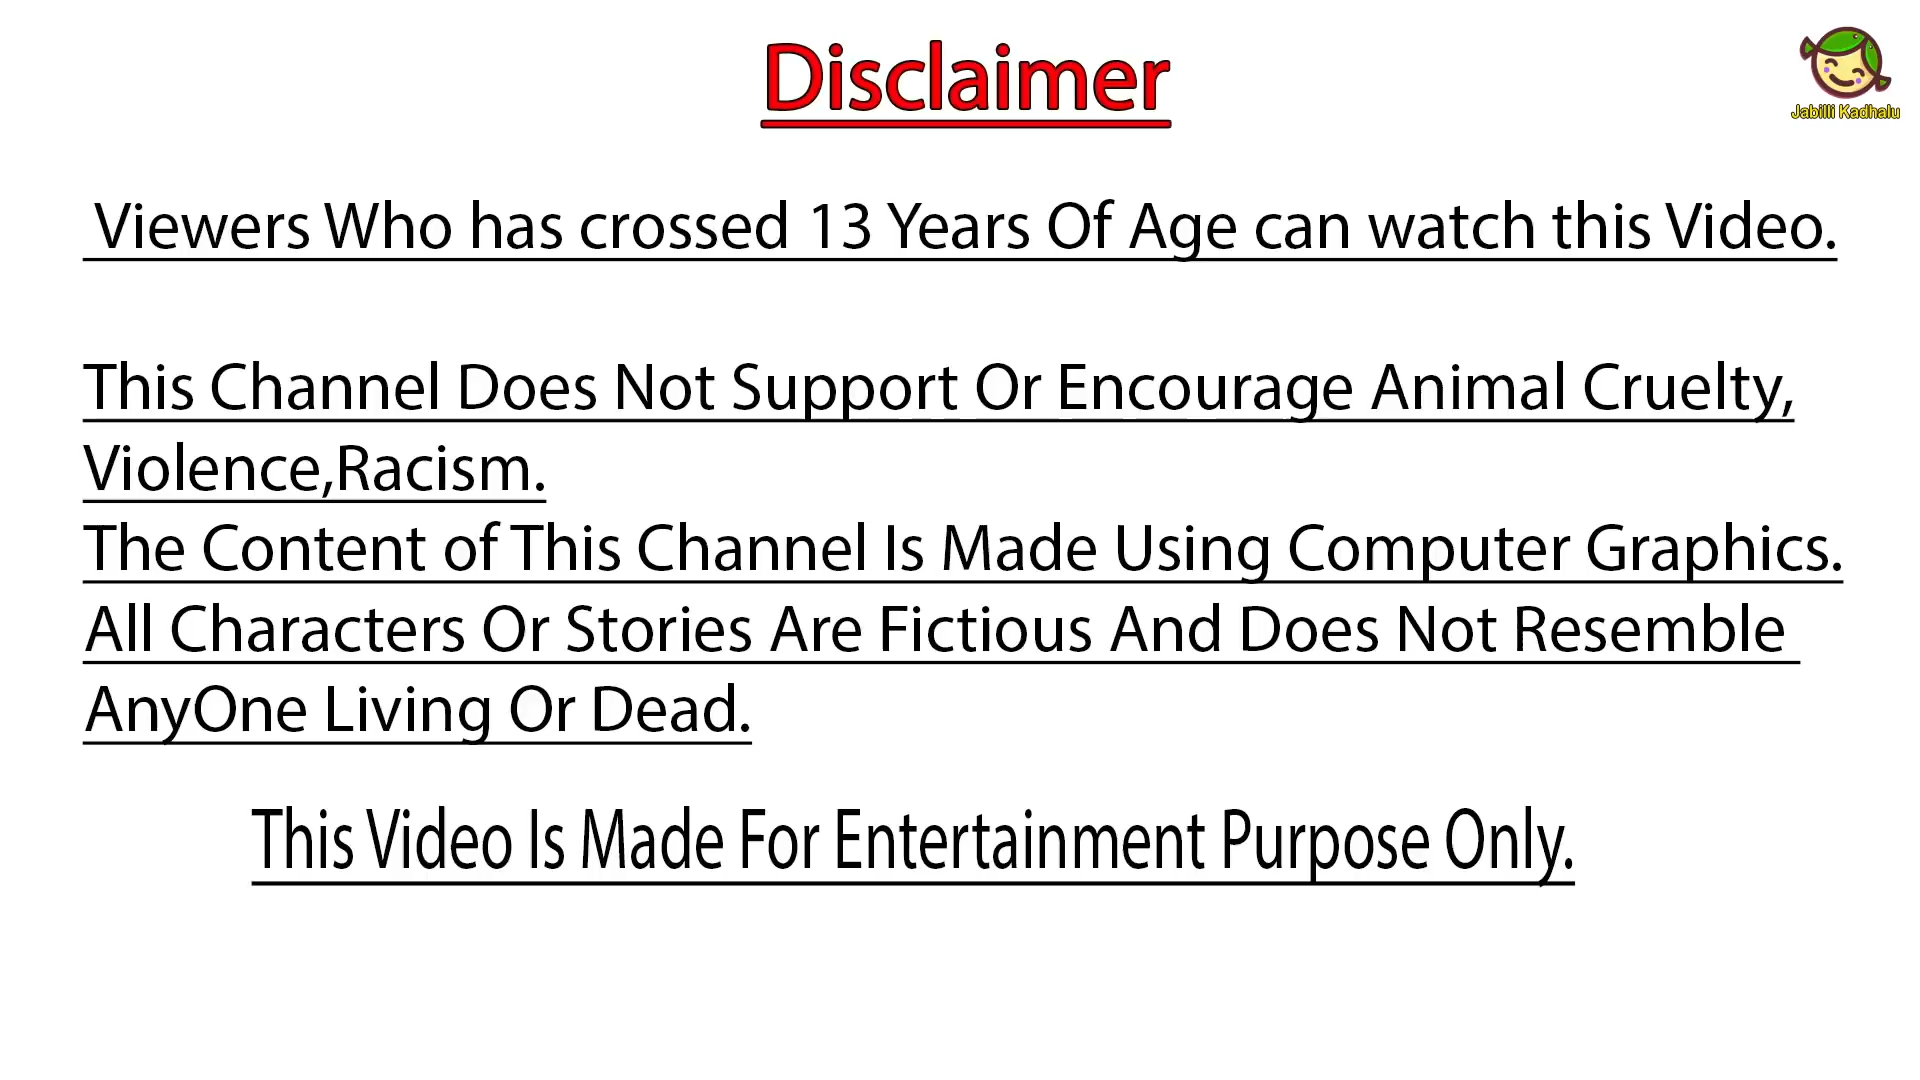 Disclaimer
Jabilli Kadhalu
Viewers Who has crossed 13 Years Of Age can watch this Video.
This Channel Does Not Support Or Encourage Animal Cruelty,
Violence,Racism.
The Content of This Channel Is Made Using Computer Graphics.
All Characters Or Stories Are Fictious And Does Not Resemble
AnyOne Living Or Dead.
This Video Is Made For Entertainment Purpose Only.